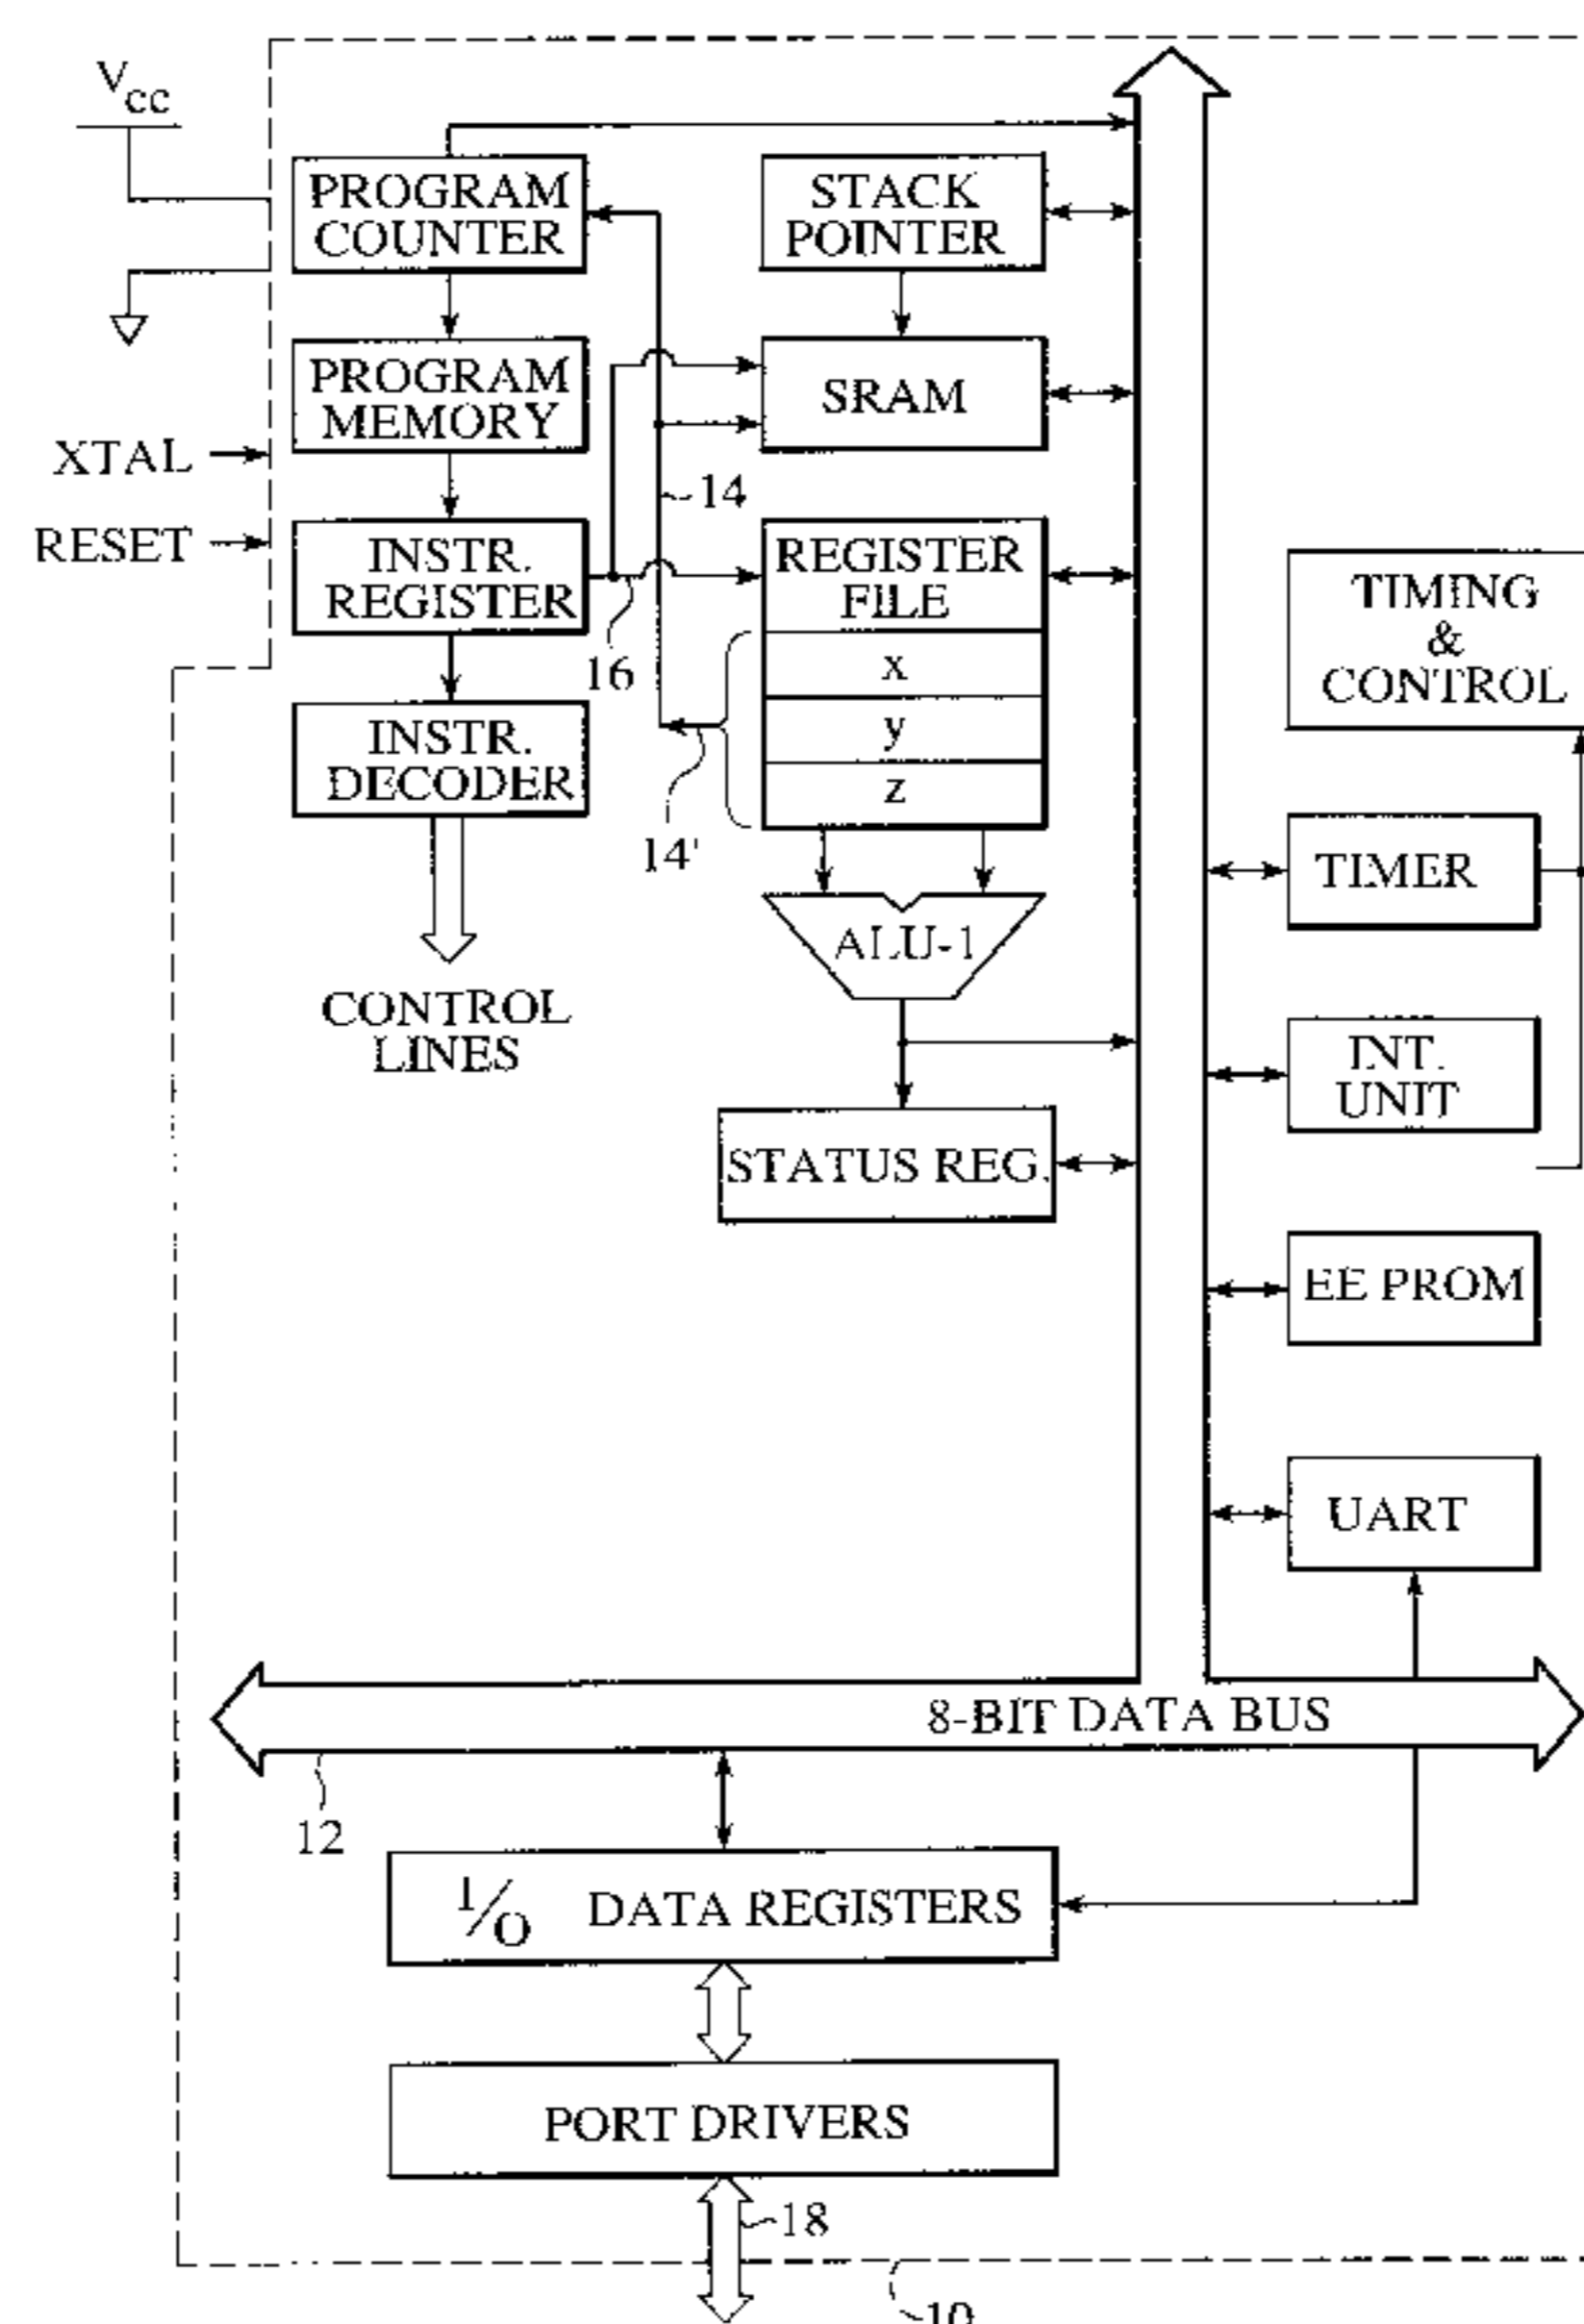 Vcc
PROGRAM
COUNTER
STACK
POINTER
PROGRAM
MEMORY
SRAM
XTAL
RESET
14
INSTR.
REGISTER
REGISTER
FILE
16
x
y
z
14'
INSTR.
DECODER
CONTROL
LINES
ALU-1
STATUS REG.
TIMING
&
CONTROL
TIMER
INT.
UNIT
EE PROM
UART
8-BIT DATA BUS
12
I/O DATA REGISTERS
PORT DRIVERS
18
10